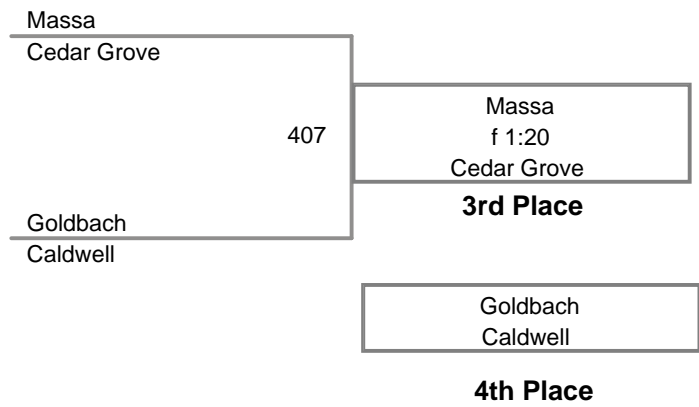 Massa
Cedar Grove
407
Massa
f 1:20
Cedar Grove
3rd Place
Goldbach
Caldwell
Goldbach
Caldwell
4th Place